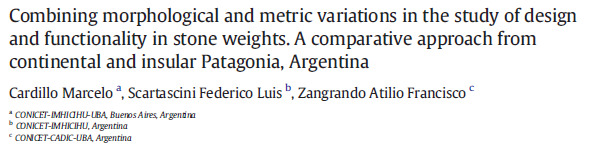 Combining morphological and metric variations in the study of design
and functionality in stone weights. A comparative approach from
continental and insular Patagonia, Argentina
Cardillo Marcelo a, Scartascini Federico Luis b, Zangrando Atilio Francisco c
a CONICET-IMHICIHU-UBA, Buenos Aires, Argentina
b CONICET-IMHICIHU, Argentina
c CONICET-CADIC-UBA, Argentina